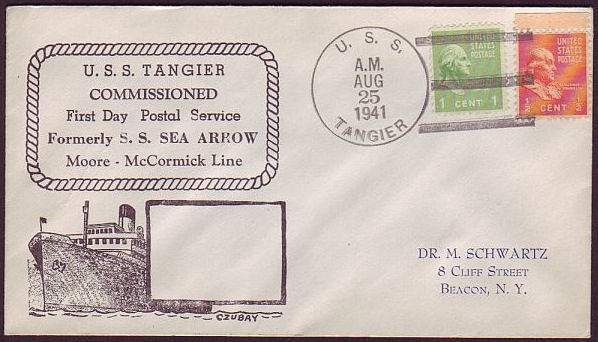 U.S.S. TANGIER
COMMISSIONED
First Day Postal Service
Formerly S. S. SEA ARROW
Moore - McCormick Line
U. S. S.
A.M.
AUG
25
1941
TANGIER
UNITED
STATES
POSTAGE
1 CENT 1
UNITED
STATES
POSTAGE
½ CENT ½
DR. M. SCHWARTZ
8 CLIFF STREET
BEACON, N. Y.
CZUBAY